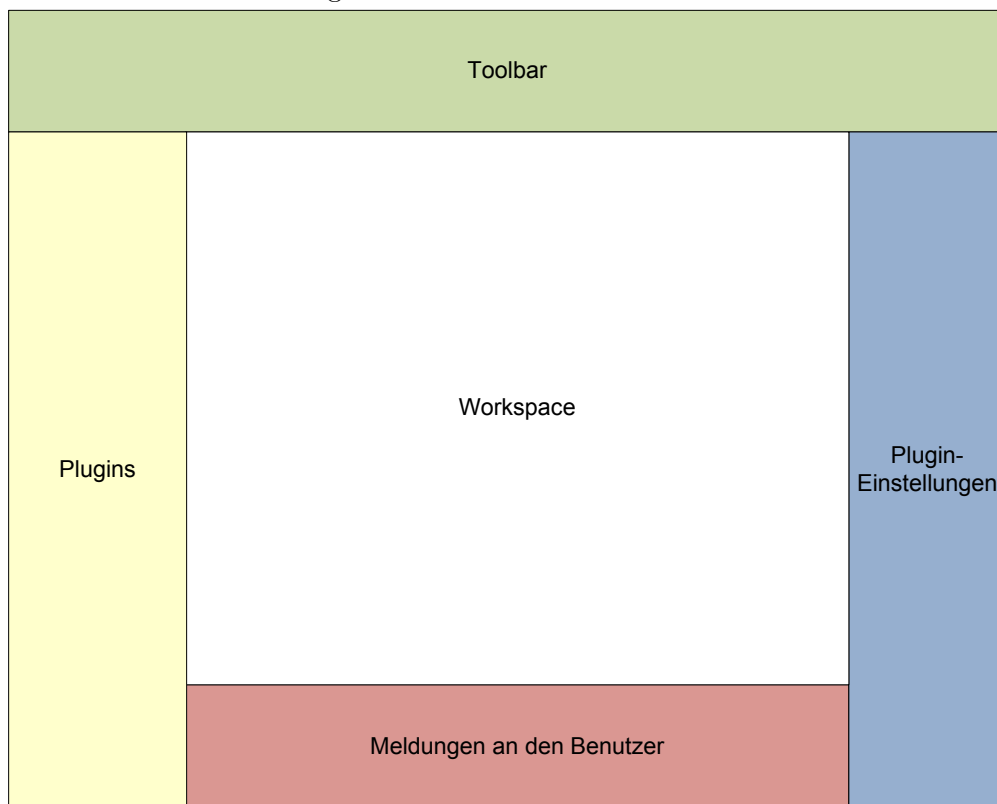 Toolbar
Workspace
Plugins
Plugin-
Einstellungen
Meldungen an den Benutzer